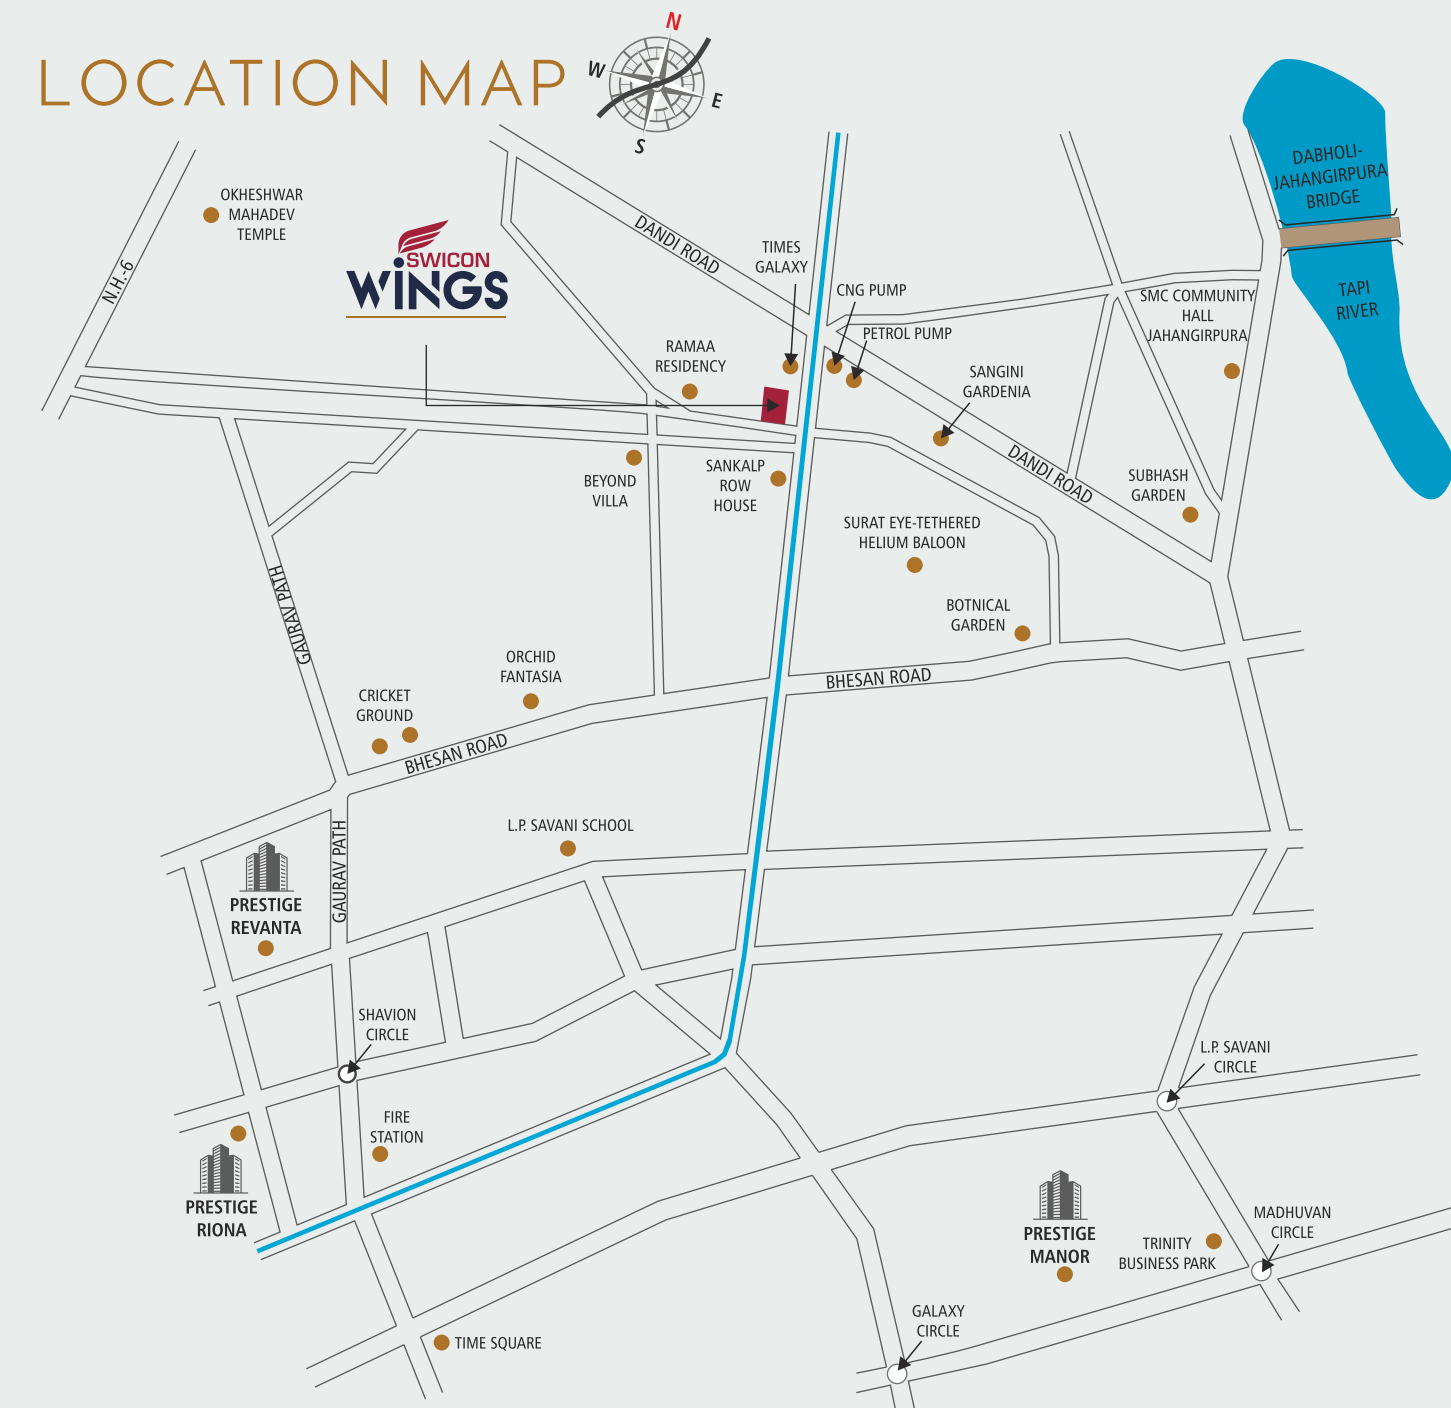 LOCATION MAP
N
W
E
S
OKHESHWAR
MAHADEV
TEMPLE
N.H.-6
SWICON
WiNGS
DANDI ROAD
TIMES
GALAXY
CNG PUMP
PETROL PUMP
RAMAA
RESIDENCY
SANGINI
GARDENIA
DABHOLI-
JAHANGIRPURA
BRIDGE
TAPI
RIVER
SMC COMMUNITY
HALL
JAHANGIRPURA
BEYOND
VILLA
SANKALP
ROW
HOUSE
DANDI ROAD
SUBHASH
GARDEN
SURAT EYE-TETHERED
HELIUM BALOON
BOTNICAL
GARDEN
GAURAV PATH
ORCHID
FANTASIA
CRICKET
GROUND
BHESAN ROAD
BHESAN ROAD
L.P. SAVANI SCHOOL
GAURAV PATH
PRESTIGE
REVANTA
SHAVION
CIRCLE
L.P. SAVANI
CIRCLE
FIRE
STATION
PRESTIGE
RIONA
PRESTIGE
MANOR
TRINITY
BUSINESS PARK
MADHUVAN
CIRCLE
GALAXY
CIRCLE
TIME SQUARE